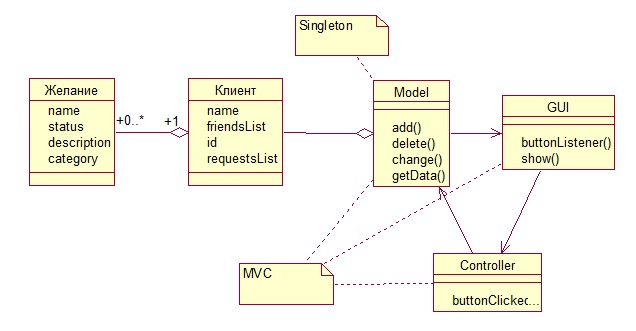 Singleton
Желание
name
status
description
category
+0..*
+1
Клиент
name
friendsList
id
requestsList
Model
add()
delete()
change()
getData()
GUI
buttonListener()
show()
MVC
Controller
buttonClicked...